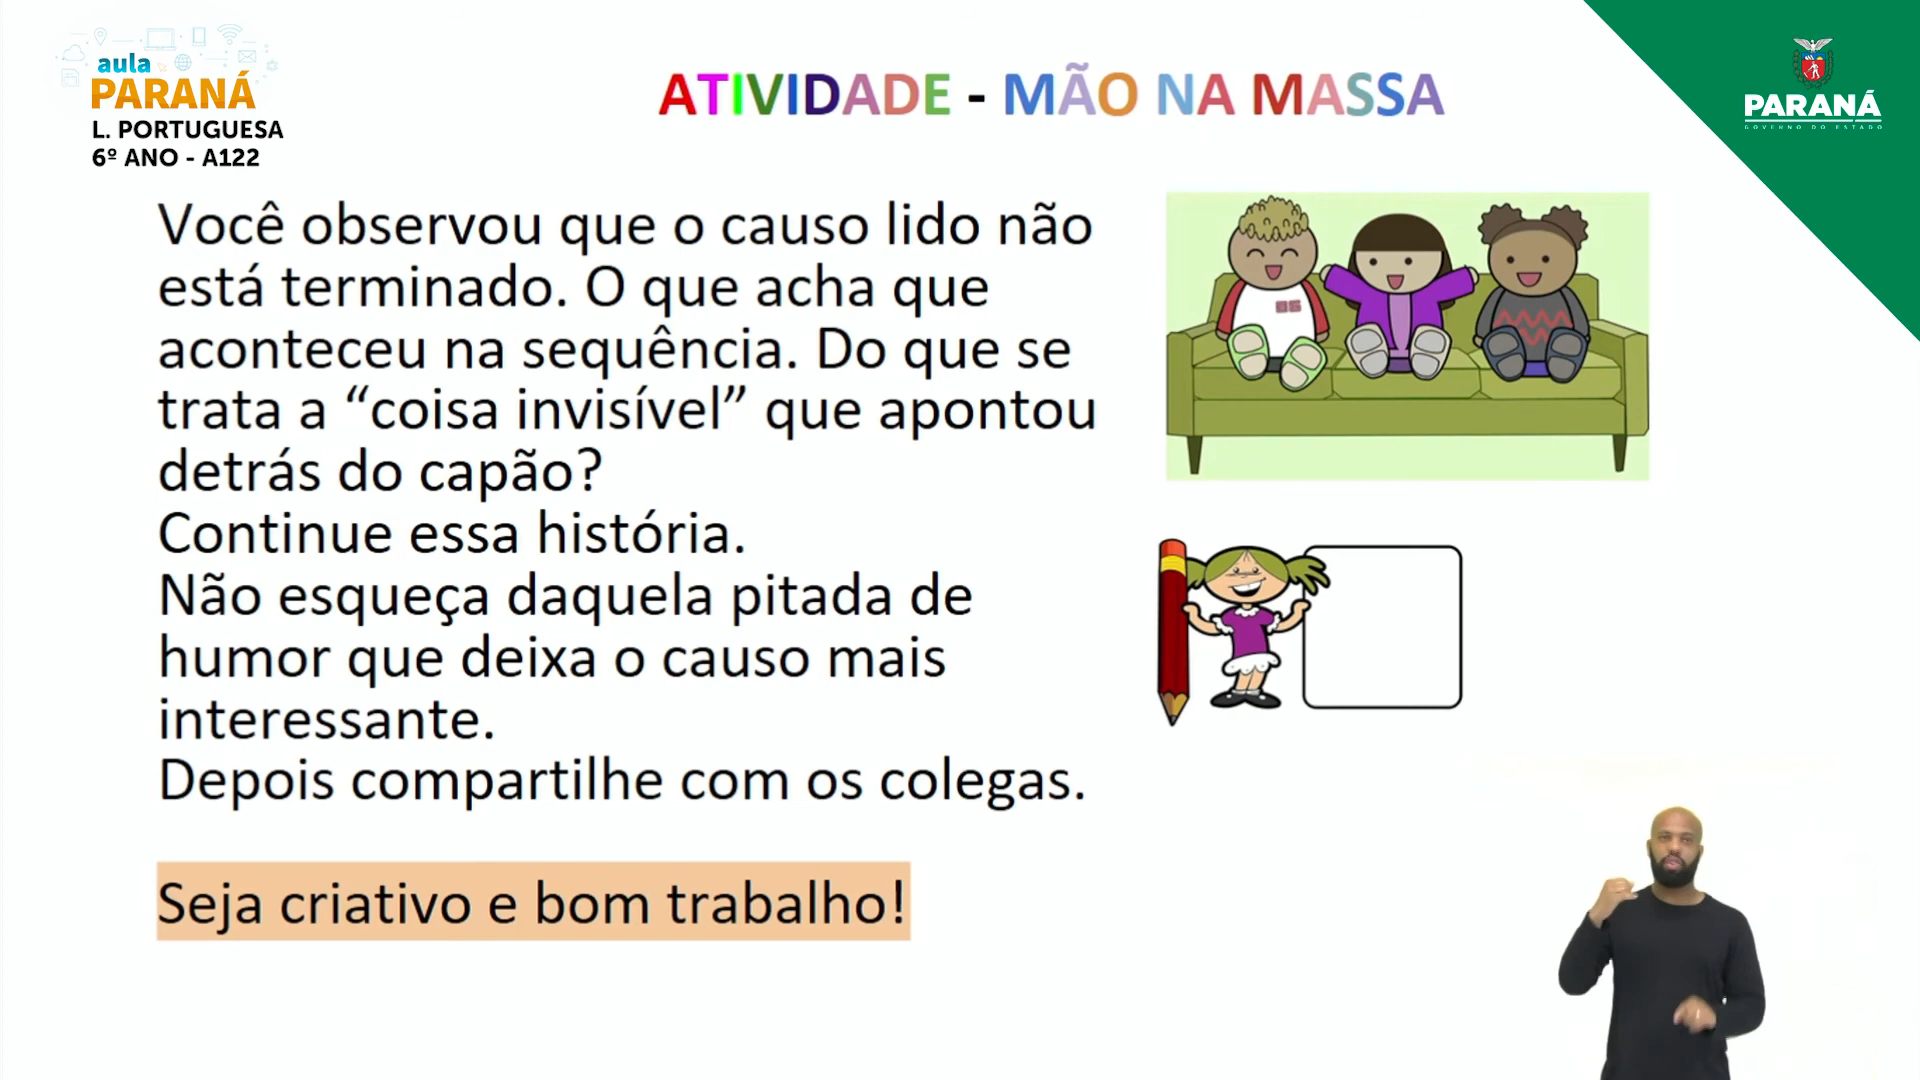 aula
PARANÁ
L. PORTUGUESA
6º ANO - A122
ATIVIDADE - MÃO NA MASSA
PARANÁ
GOVERNO DO ESTADO
Você observou que o causo lido não
está terminado. O que acha que
aconteceu na sequência. Do que se
trata a “coisa invisível” que apontou
detrás do capão?
Continue essa história.
Não esqueça daquela pitada de
humor que deixa o causo mais
interessante.
Depois compartilhe com os colegas.
Seja criativo e bom trabalho!